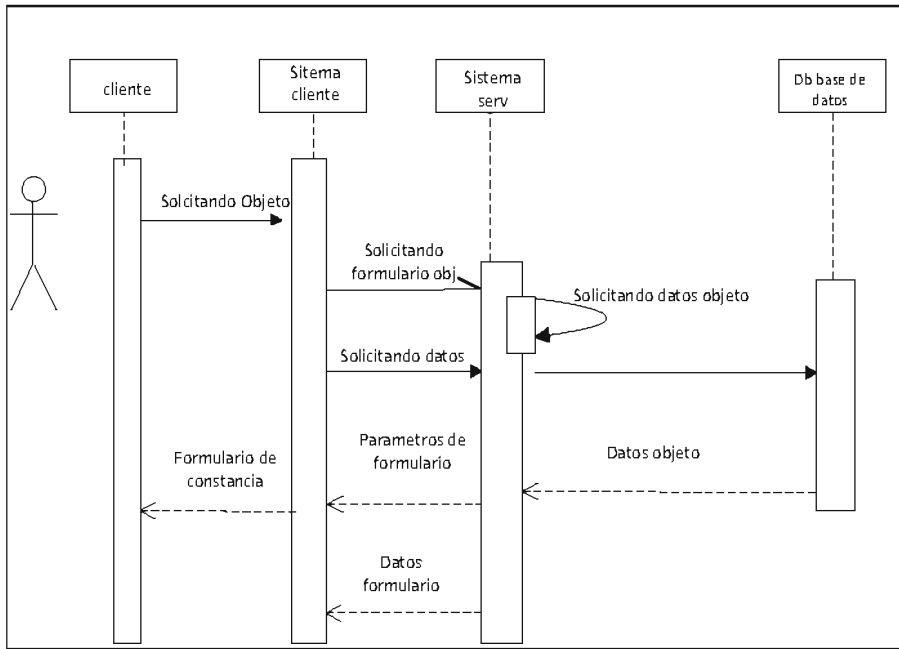 cliente
Sitema
cliente
Sistema
serv
Db base de
datos
Solcitando Objeto
Solicitando
formulario obj
Solicitando datos objeto
Solicitando datos
Parametros de
formulario
Datos objeto
Formulario de
constancia
Datos
formulario